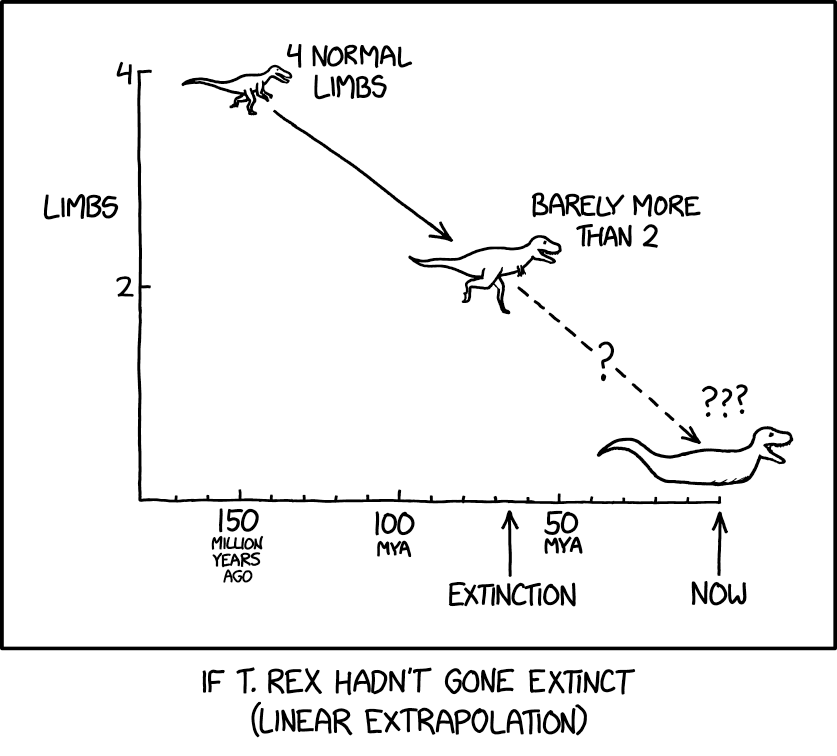 4
4 NORMAL
LIMBS
LIMBS
BARELY MORE
THAN 2
2
?
???
150
MILLION
YEARS
AGO
100
MYA
50
MYA
EXTINCTION
NOW
IF T. REX HADN'T GONE EXTINCT
(LINEAR EXTRAPOLATION)